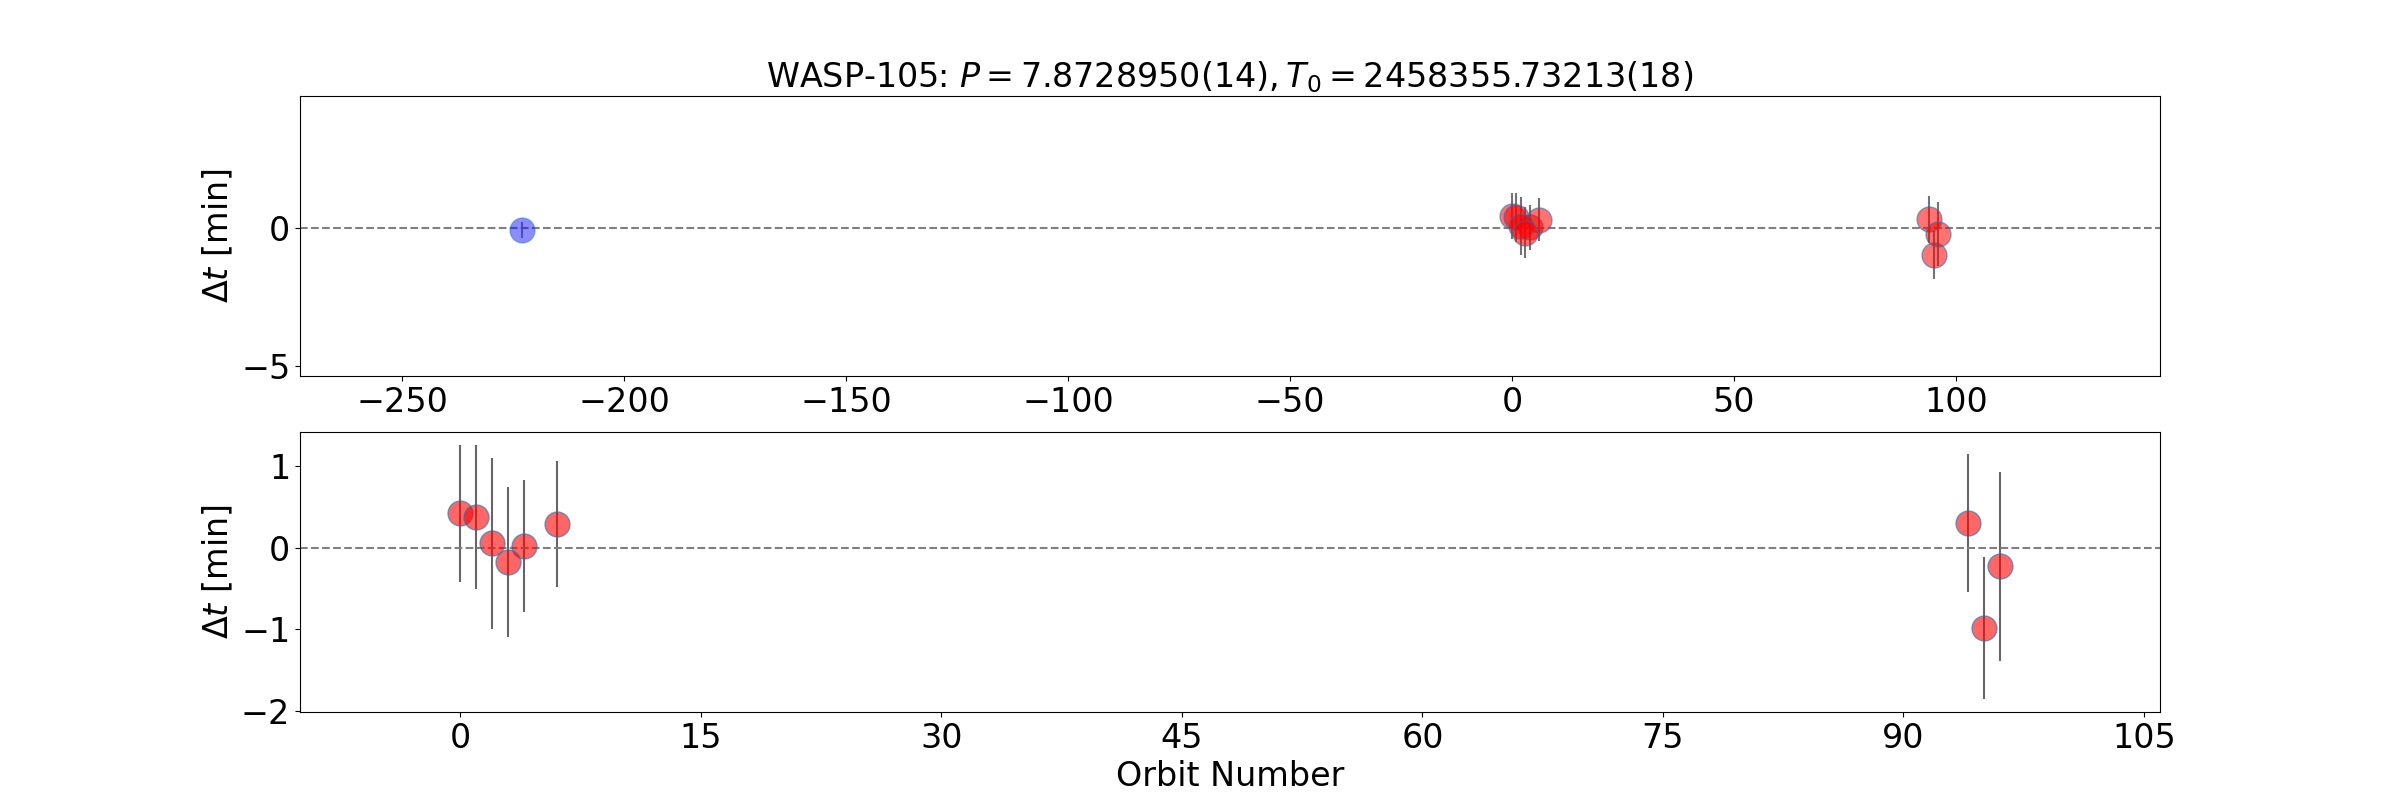 WASP-105: P = 7.8728950(14), T₀ = 2458355.73213(18)
Δt [min]
0
−5
−250 −200 −150 −100 −50 0 50 100
Δt [min]
1
0
−1
−2
0 15 30 45 60 75 90 105
Orbit Number